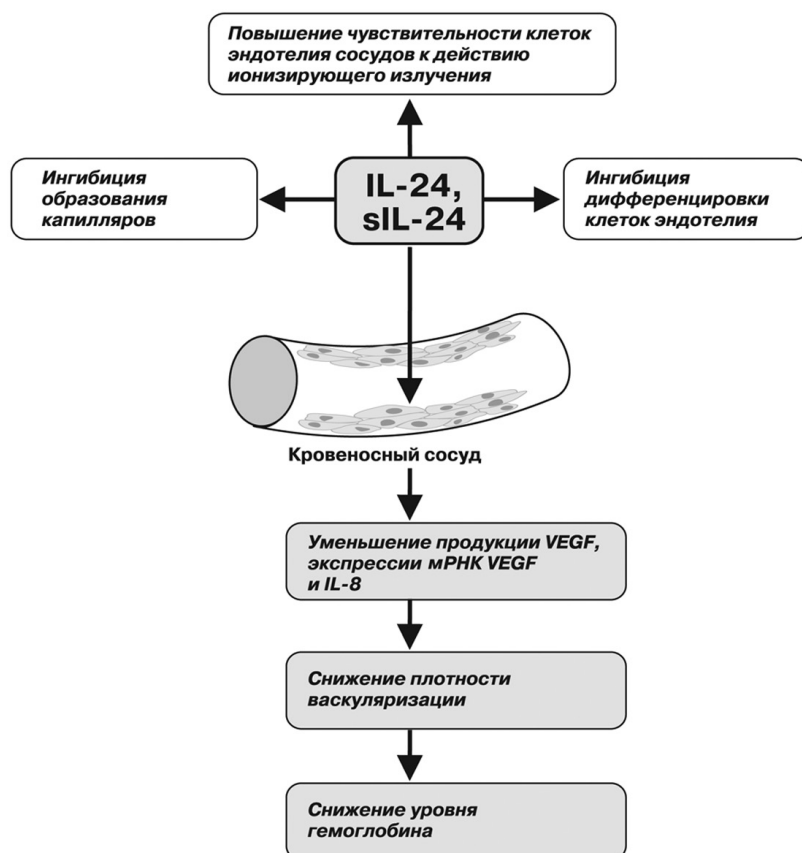 Повышение чувствительности клеток
эндотелия сосудов к действию
ионизирующего излучения
Ингибиция
образования
капилляров
IL-24,
sIL-24
Ингибиция
дифференцировки
клеток эндотелия
Кровеносный сосуд
Уменьшение продукции VEGF,
экспрессии мРНК VEGF
и IL-8
Снижение плотности
васкуляризации
Снижение уровня
гемоглобина